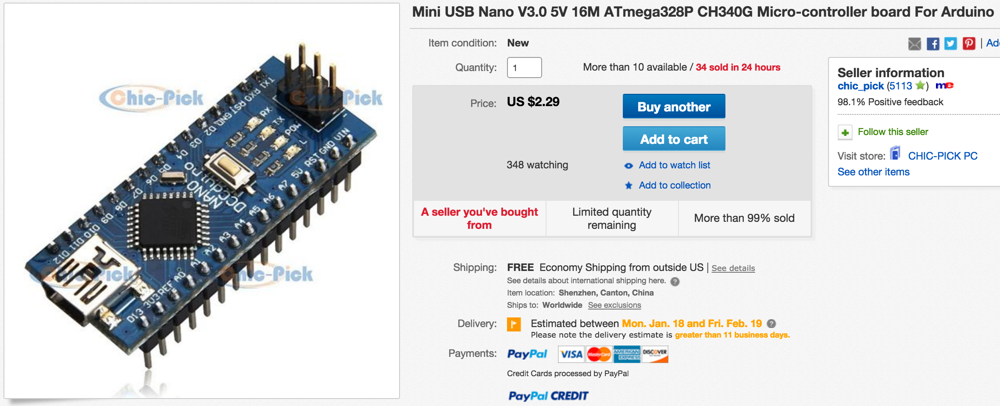 Mini USB Nano V3.0 5V 16M ATmega328P CH340G Micro-controller board For Arduino
Item condition: New
Quantity: 1 More than 10 available / 34 sold in 24 hours
Price: US $2.29
Buy another
Add to cart
348 watching
Add to watch list
Add to collection
A seller you've bought from
Limited quantity remaining
More than 99% sold
Shipping: FREE Economy Shipping from outside US | See details
See details about international shipping here. ?
Item location: Shenzhen, Canton, China
Ships to: Worldwide See exclusions
Delivery: Estimated between Mon. Jan. 18 and Fri. Feb. 19 ?
Please note the delivery estimate is greater than 11 business days.
Payments: PayPal VISA MasterCard AMERICAN EXPRESS DISCOVER
Credit Cards processed by PayPal
PayPal CREDIT
| Ad
Seller information
chic_pick (5113) me
98.1% Positive feedback
Follow this seller
Visit store: CHIC-PICK PC
See other items
Chic-Pick
Pick
Chic-Pick
Chic-Pick
TX1 RX0 RST GND D2 D3 D4 D5 D6 D7 D8 D9 D10 D11 D12
RX
TX
POW
L
NANO
VIN GND RST 5V A7 A6 A5 A4 A3 A2 A1 A0 REF 3V3 D13